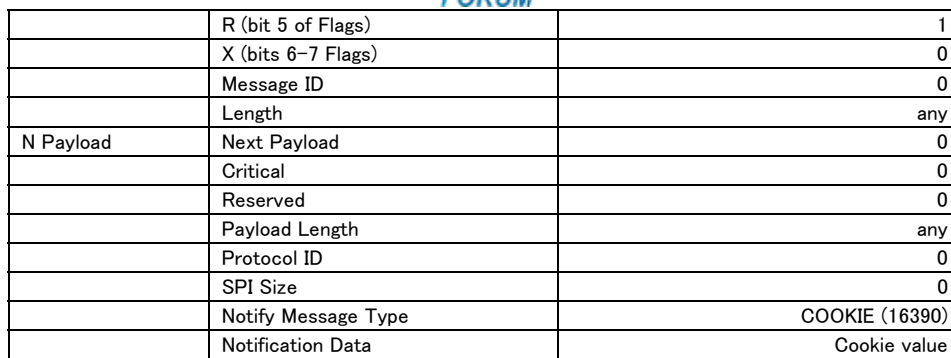 FORUM
R (bit 5 of Flags) 1
X (bits 6-7 Flags) 0
Message ID 0
Length any
N Payload Next Payload 0
Critical 0
Reserved 0
Payload Length any
Protocol ID 0
SPI Size 0
Notify Message Type COOKIE (16390)
Notification Data Cookie value